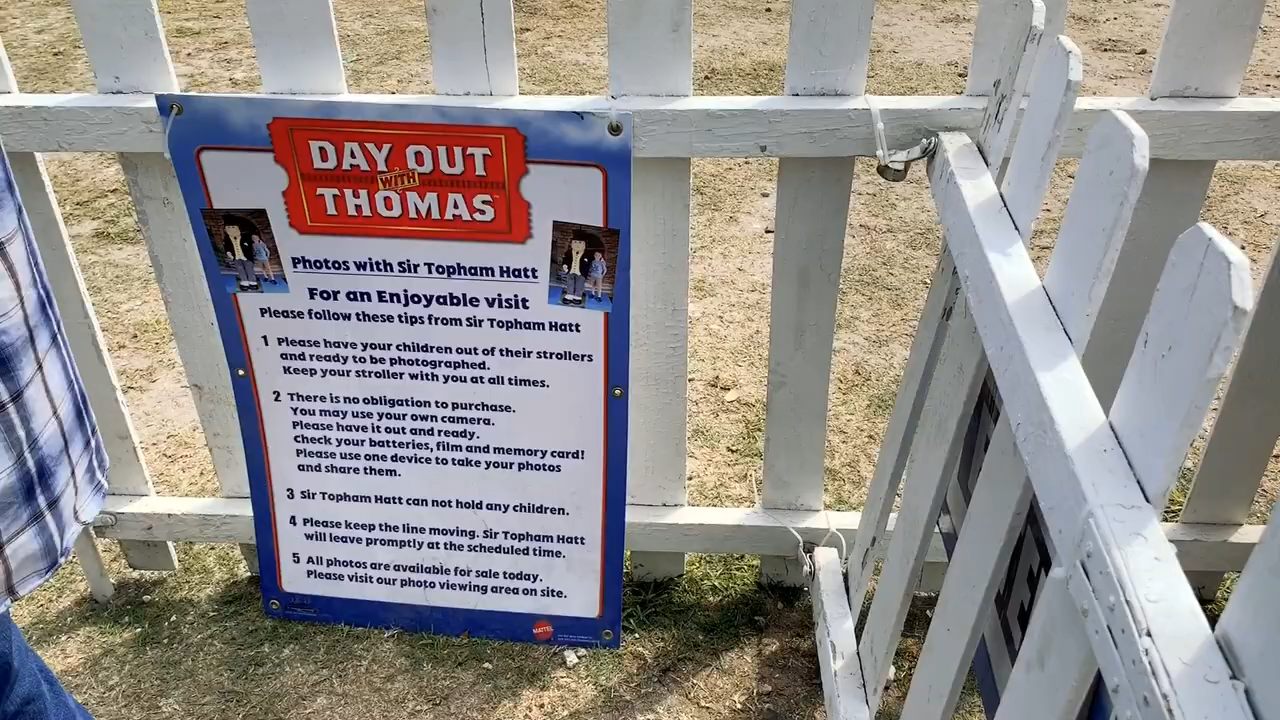 DAY OUT
WITH
THOMAS
Photos with Sir Topham Hatt
For an Enjoyable visit
Please follow these tips from Sir Topham Hatt
1 Please have your children out of their strollers
and ready to be photographed.
Keep your stroller with you at all times.
2 There is no obligation to purchase.
You may use your own camera.
Please have it out and ready.
Check your batteries, film and memory card!
Please use one device to take your photos
and share them.
3 Sir Topham Hatt can not hold any children.
4 Please keep the line moving. Sir Topham Hatt
will leave promptly at the scheduled time.
5 All photos are available for sale today.
Please visit our photo viewing area on site.
MATTEL